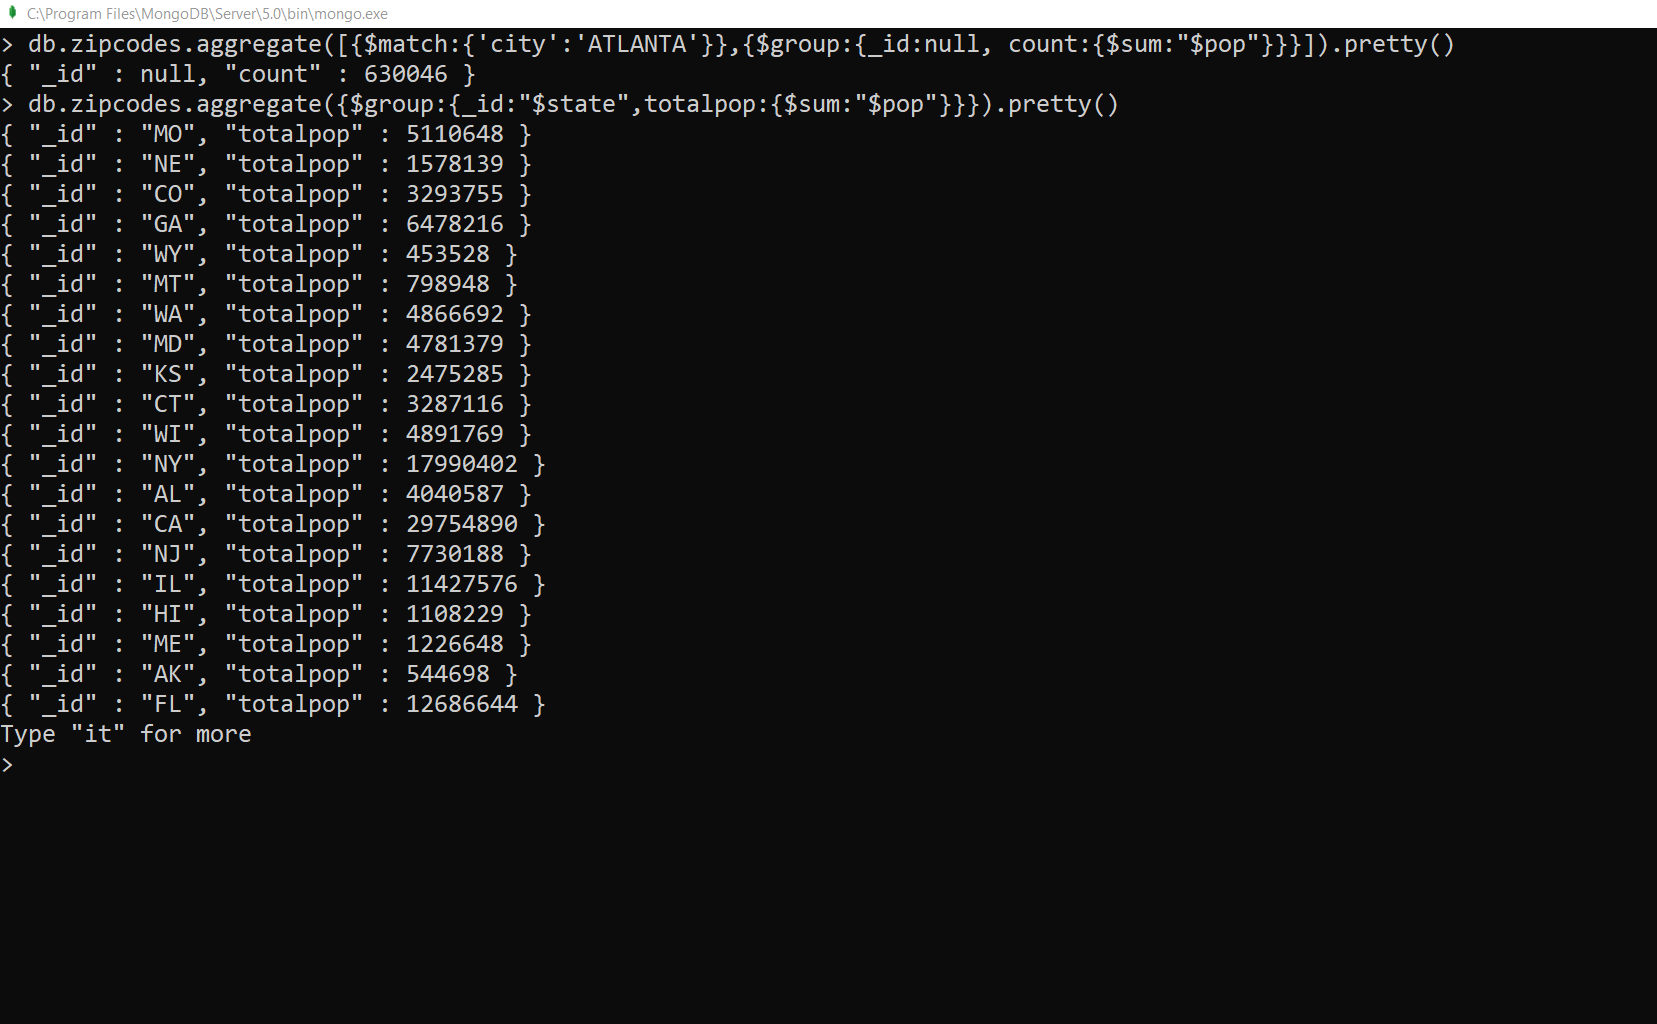 C:\Program Files\MongoDB\Server\5.0\bin\mongo.exe
> db.zipcodes.aggregate([{$match:{'city':'ATLANTA'}},{$group:{_id:null, count:{$sum:"$pop"}}}]).pretty()
{ "_id" : null, "count" : 630046 }
> db.zipcodes.aggregate({$group:{_id:"$state",totalpop:{$sum:"$pop"}}}).pretty()
{ "_id" : "MO", "totalpop" : 5110648 }
{ "_id" : "NE", "totalpop" : 1578139 }
{ "_id" : "CO", "totalpop" : 3293755 }
{ "_id" : "GA", "totalpop" : 6478216 }
{ "_id" : "WY", "totalpop" : 453528 }
{ "_id" : "MT", "totalpop" : 798948 }
{ "_id" : "WA", "totalpop" : 4866692 }
{ "_id" : "MD", "totalpop" : 4781379 }
{ "_id" : "KS", "totalpop" : 2475285 }
{ "_id" : "CT", "totalpop" : 3287116 }
{ "_id" : "WI", "totalpop" : 4891769 }
{ "_id" : "NY", "totalpop" : 17990402 }
{ "_id" : "AL", "totalpop" : 4040587 }
{ "_id" : "CA", "totalpop" : 29754890 }
{ "_id" : "NJ", "totalpop" : 7730188 }
{ "_id" : "IL", "totalpop" : 11427576 }
{ "_id" : "HI", "totalpop" : 1108229 }
{ "_id" : "ME", "totalpop" : 1226648 }
{ "_id" : "AK", "totalpop" : 544698 }
{ "_id" : "FL", "totalpop" : 12686644 }
Type "it" for more
>